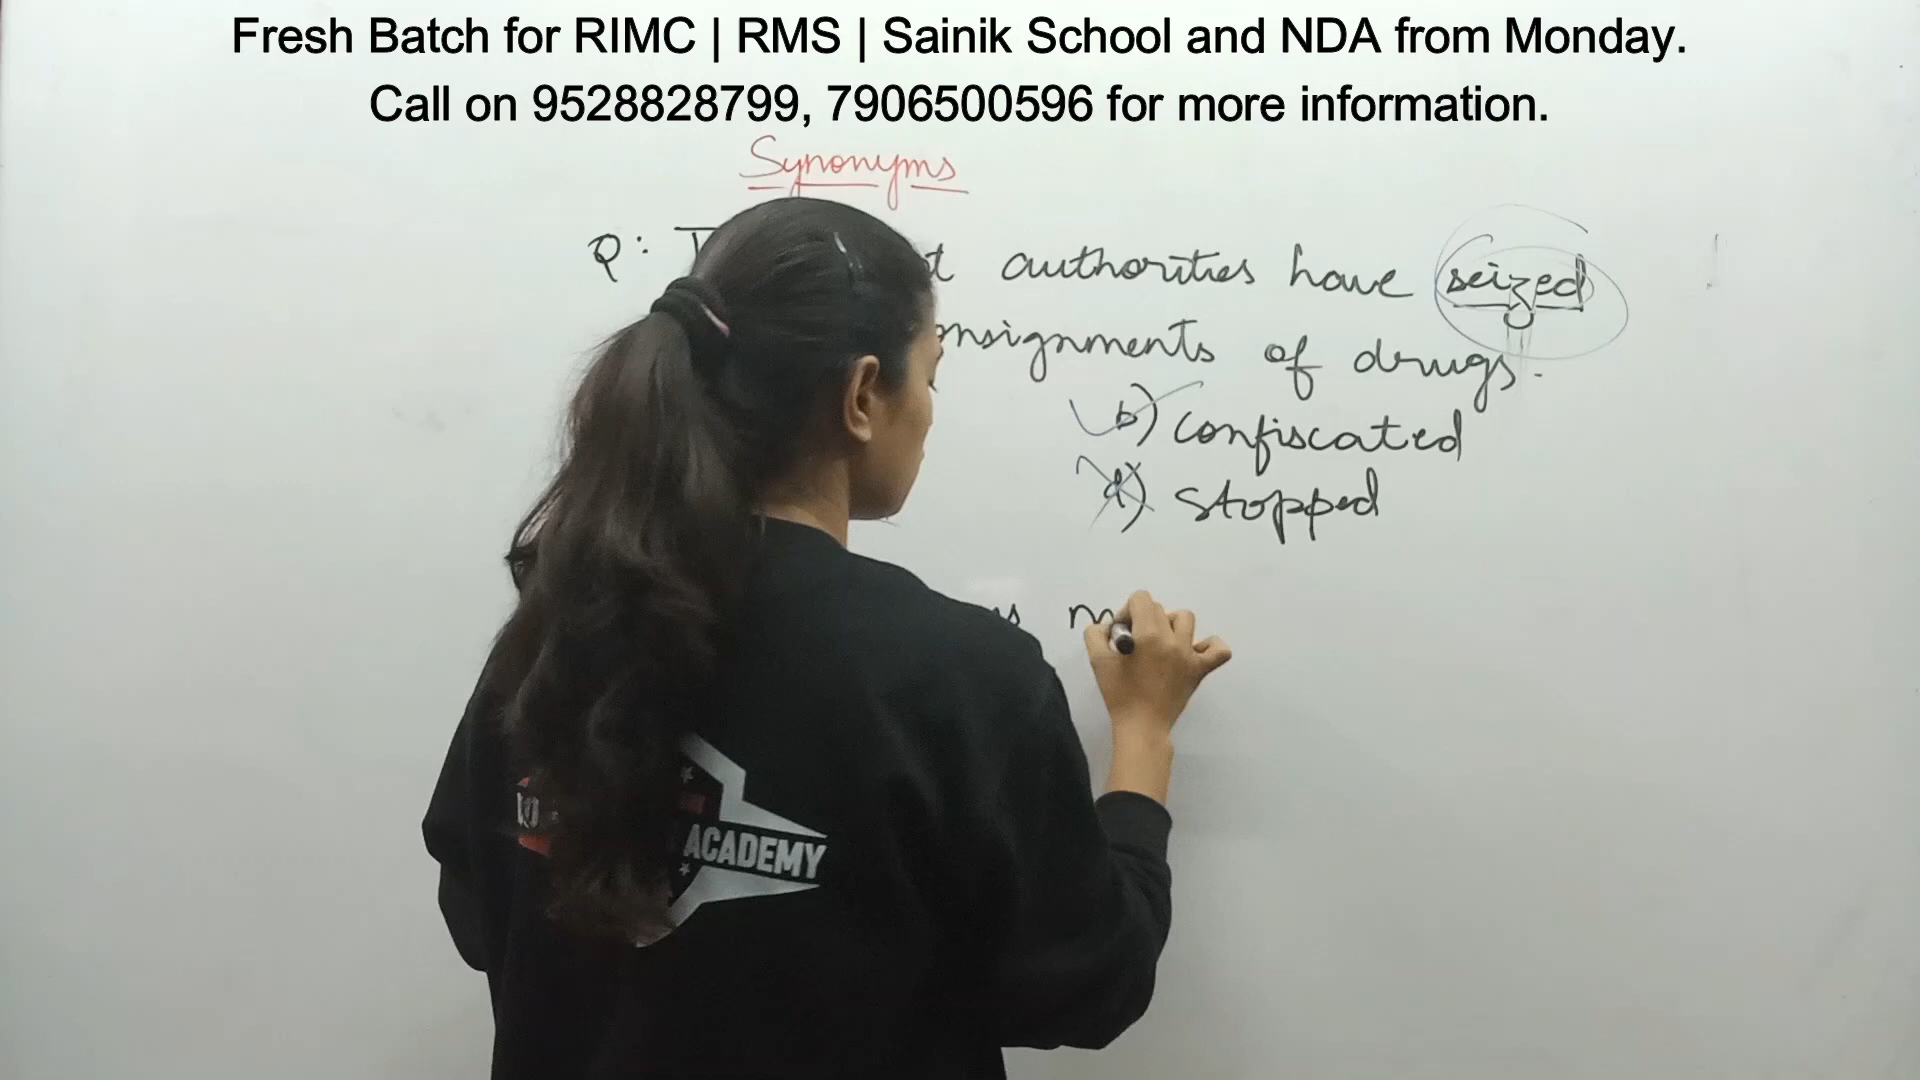 Fresh Batch for RIMC | RMS | Sainik School and NDA from Monday.
Call on 9528828799, 7906500596 for more information.
Synonyms
Q: authorities have seized
of drugs.
b) confiscated
d) stopped
ACADEMY